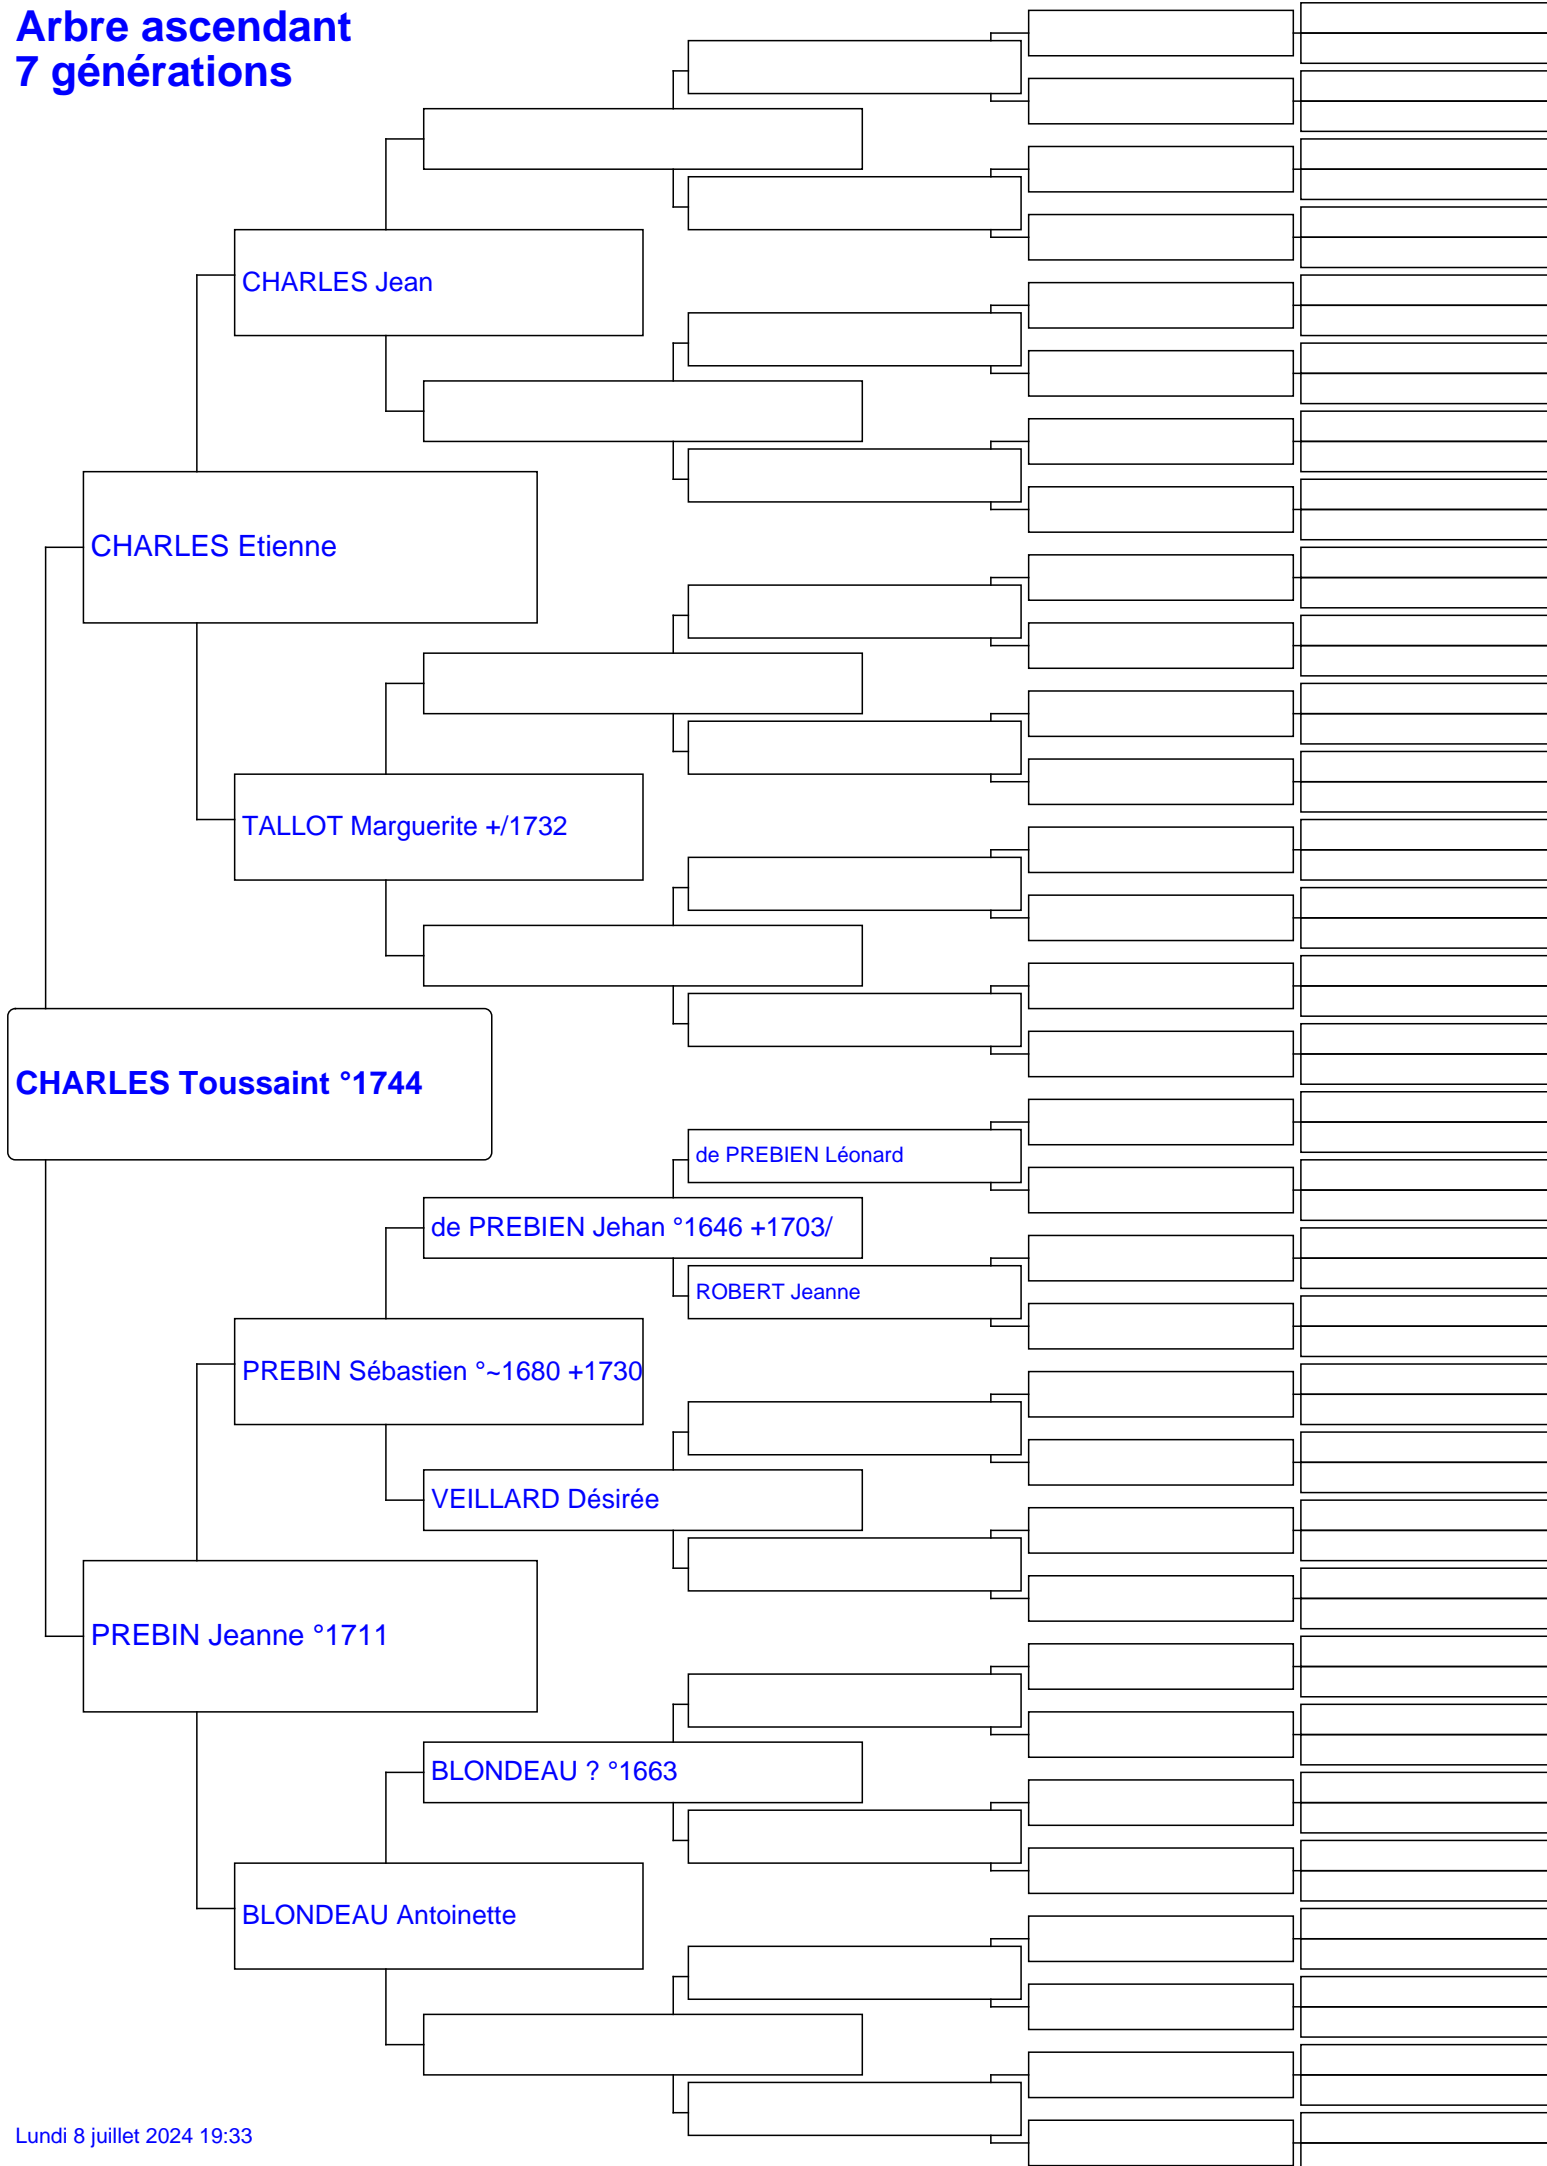 Arbre ascendant
7 générations
CHARLES Jean
CHARLES Etienne
TALLOT Marguerite +/1732
CHARLES Toussaint °1744
de PREBIEN Léonard
de PREBIEN Jehan °1646 +1703/
ROBERT Jeanne
PREBIN Sébastien °~1680 +1730
VEILLARD Désirée
PREBIN Jeanne °1711
BLONDEAU ? °1663
BLONDEAU Antoinette
Lundi 8 juillet 2024 19:33